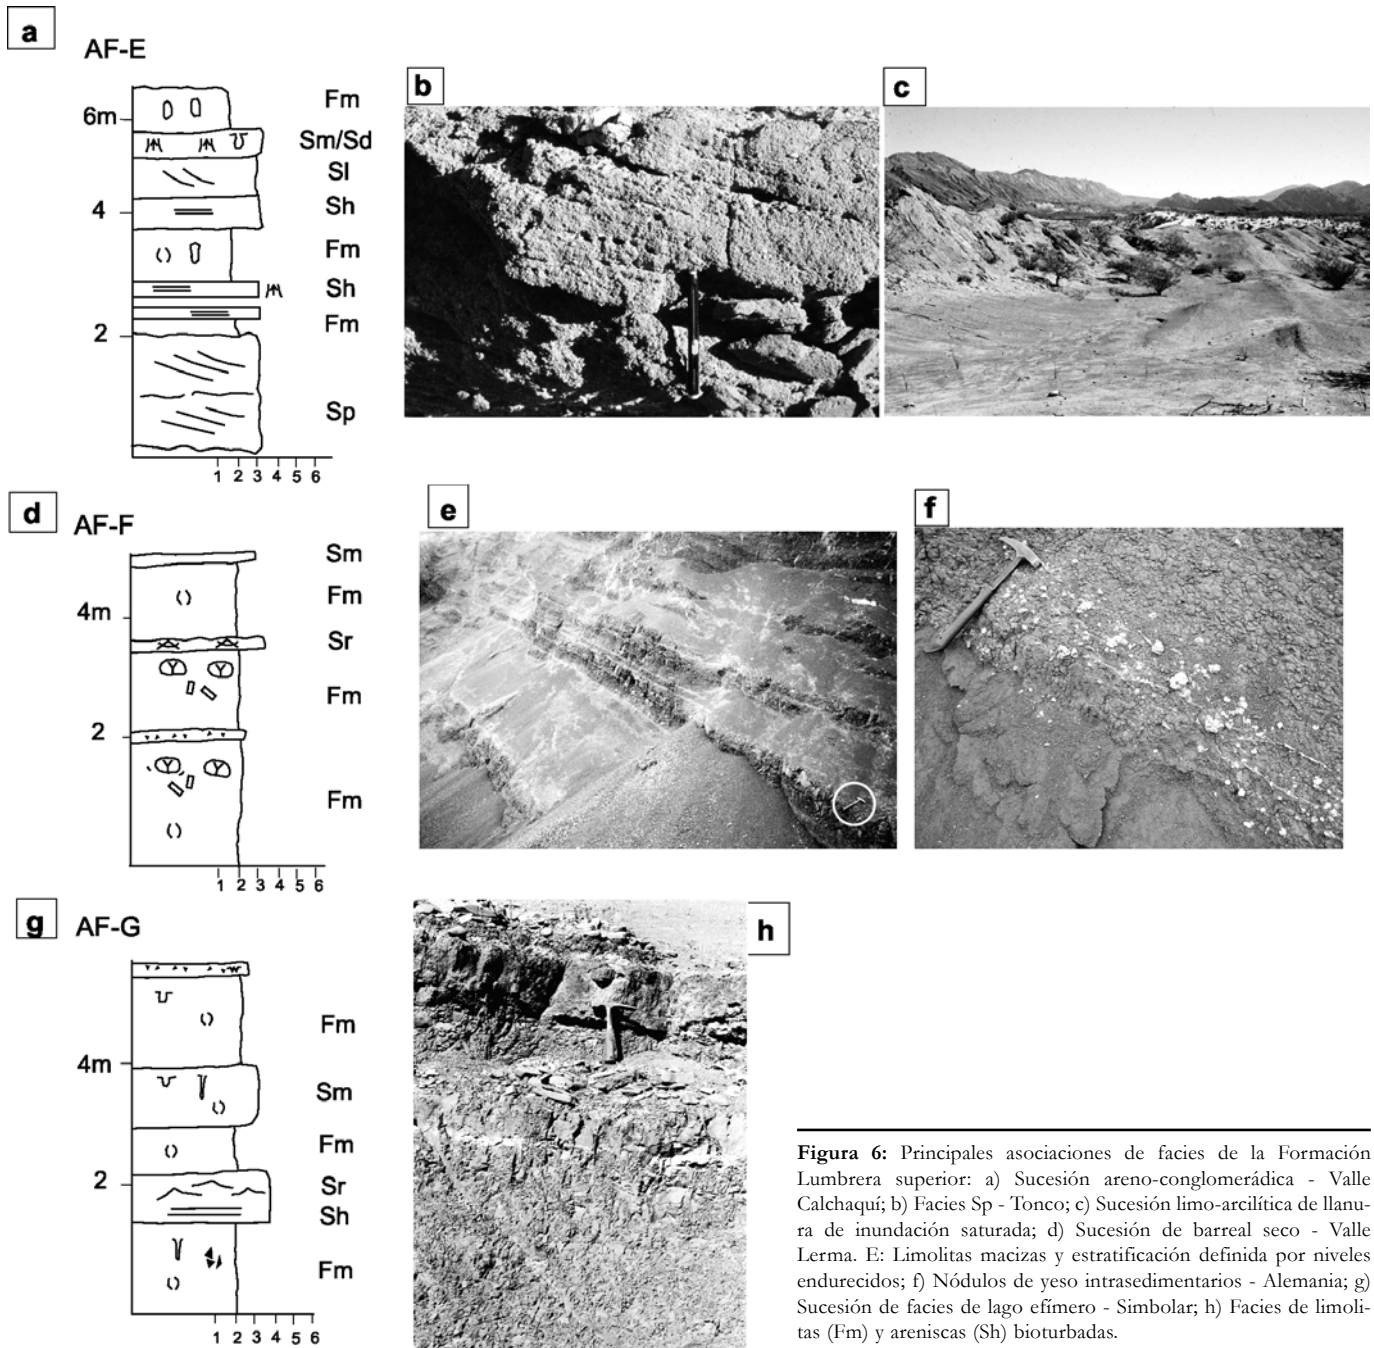 a
AF-E
6m
4
2
Fm
Sm/Sd
Sl
Sh
Fm
Sh
Fm
Sp
1 2 3 4 5 6
b
c
d
AF-F
4m
2
Sm
Fm
Sr
Fm
Fm
1 2 3 4 5 6
e
f
g
AF-G
4m
2
Fm
Sm
Fm
Sr
Sh
Fm
1 2 3 4 5 6
h
Figura 6: Principales asociaciones de facies de la Formación
Lumbrera superior: a) Sucesión areno-conglomerádica - Valle
Calchaquí; b) Facies Sp - Tonco; c) Sucesión limo-arcilítica de llanu-
ra de inundación saturada; d) Sucesión de barreal seco - Valle
Lerma. E: Limolitas macizas y estratificación definida por niveles
endurecidos; f) Nódulos de yeso intrasedimentarios - Alemania; g)
Sucesión de facies de lago efímero - Simbolar; h) Facies de limoli-
tas (Fm) y areniscas (Sh) bioturbadas.